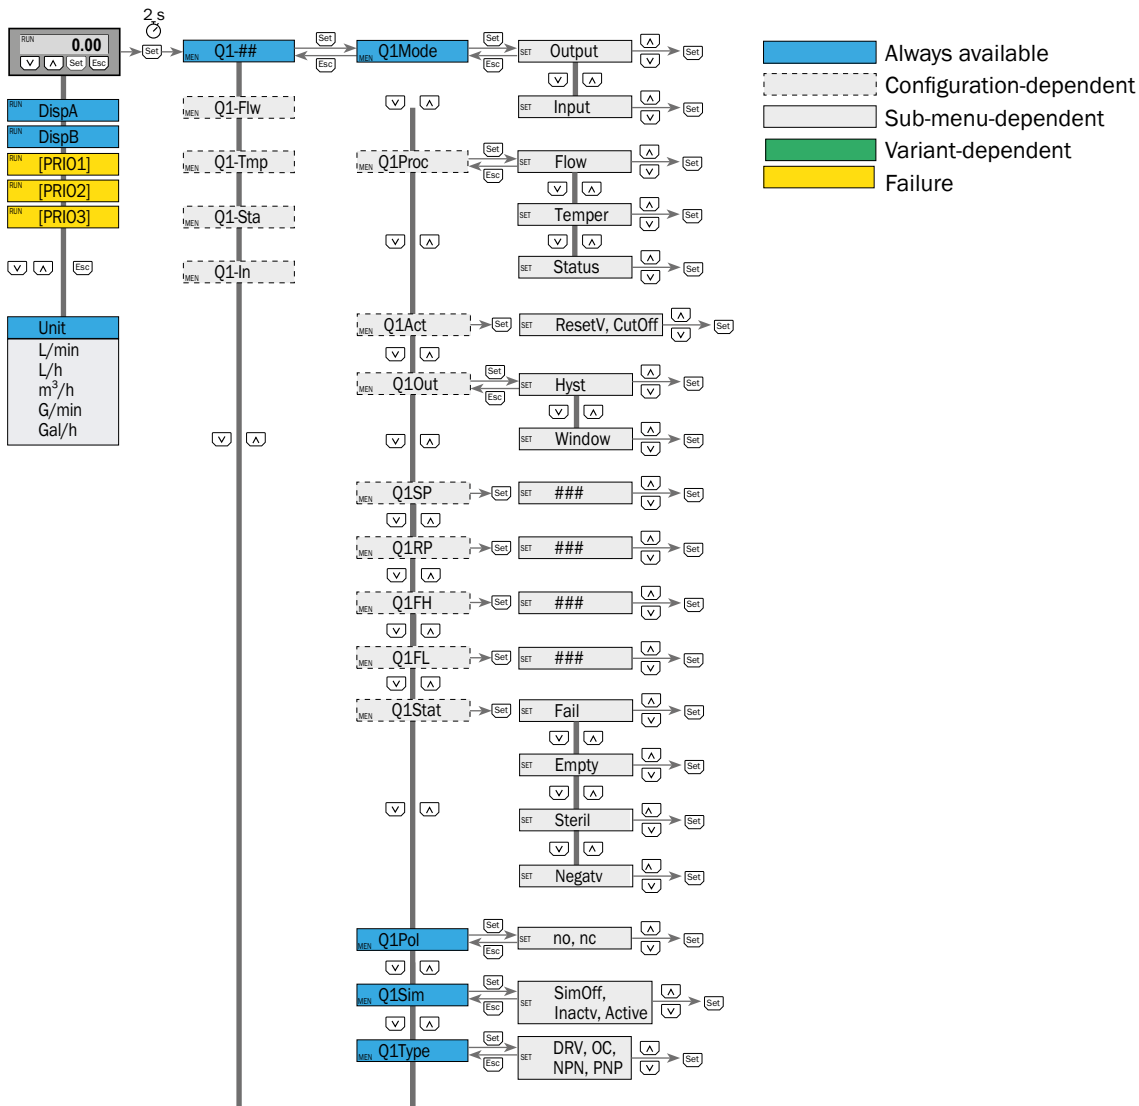 2 s
RUN 0.00
Set Esc
Set
MEN Q1-##
Set
Esc
MEN Q1Mode
Set
Esc
SET Output
Set
SET Input
Set
Always available
Configuration-dependent
Sub-menu-dependent
Variant-dependent
Failure
RUN DispA
RUN DispB
RUN [PRIO1]
RUN [PRIO2]
RUN [PRIO3]
Esc
Unit
L/min
L/h
m³/h
G/min
Gal/h
MEN Q1-Flw
MEN Q1-Tmp
MEN Q1-Sta
MEN Q1-In
MEN Q1Proc
Set
Esc
SET Flow
Set
SET Temper
Set
SET Status
Set
MEN Q1Act
Set
SET ResetV, CutOff
Set
MEN Q1Out
Set
Esc
SET Hyst
Set
SET Window
Set
MEN Q1SP
Set
SET ###
Set
MEN Q1RP
Set
SET ###
Set
MEN Q1FH
Set
SET ###
Set
MEN Q1FL
Set
SET ###
Set
MEN Q1Stat
Set
SET Fail
Set
SET Empty
Set
SET Steril
Set
SET Negatv
Set
MEN Q1Pol
Set
Esc
SET no, nc
Set
MEN Q1Sim
Set
Esc
SET SimOff,
Inactv, Active
Set
MEN Q1Type
Set
Esc
SET DRV, OC,
NPN, PNP
Set